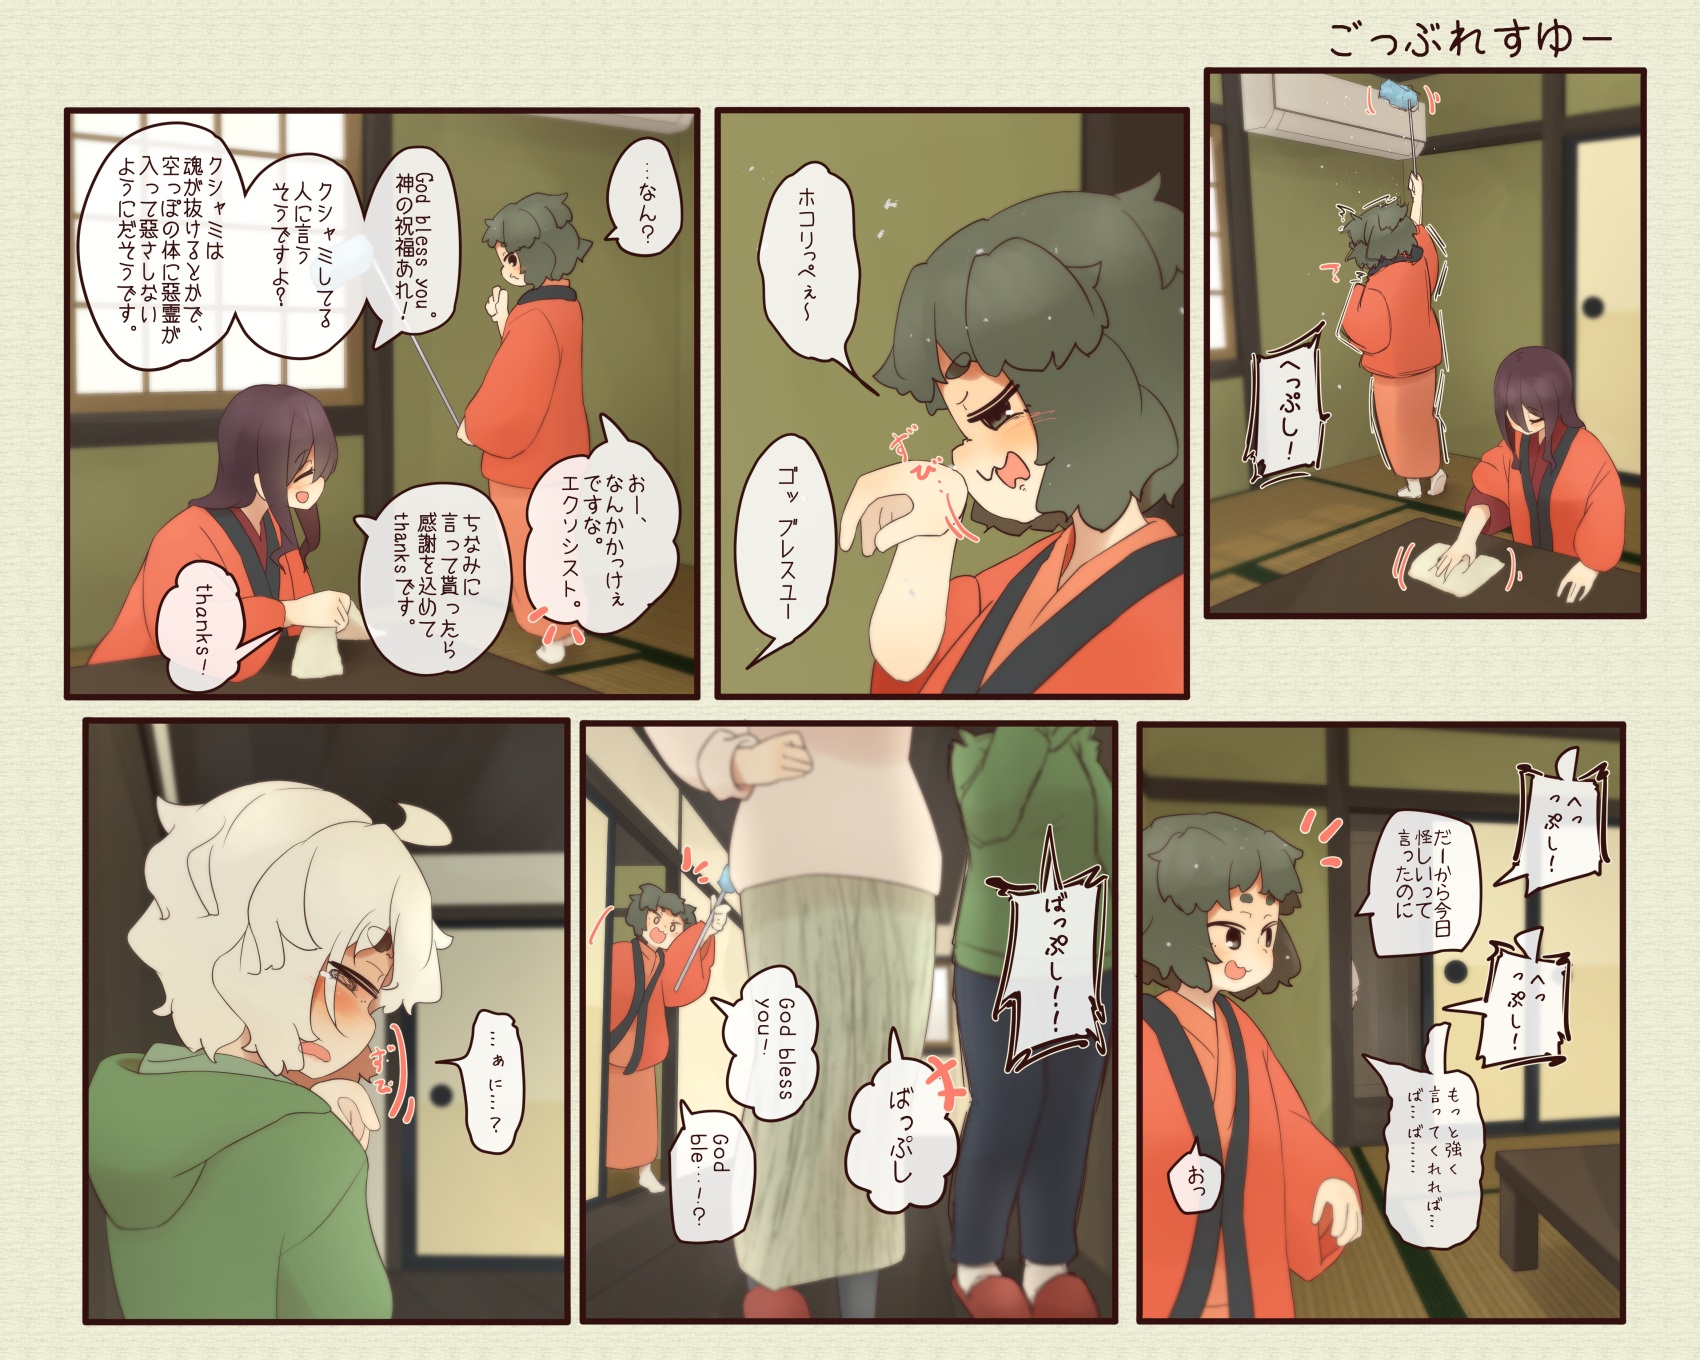 ごっぶれすゆー
へっぷし！
ホコリっぺぇ〜
ずび
ゴッ ブレスユー
…なん？
God bless you。
神の祝福あれ！
クシャミしてる
人に言う
そうですよ？
クシャミは
魂が抜けるとかで、
空っぽの体に悪霊が
入って悪さしない
ようにだそうです。
おー、
なんかかっけぇ
ですな。
エクソシスト。
ちなみに
言って貰ったら
感謝を込めて
thanksです。
thanks！
へっ
っぷし！
だーから今日
怪しいって
言ったのに
へっ
っぷし！
もっと強く
言ってくれれば…
ば…ば……
おっ
ばっぷし！！
ばっぷし
God bless
you！
God
ble…！？
…ぁに…？
ずび